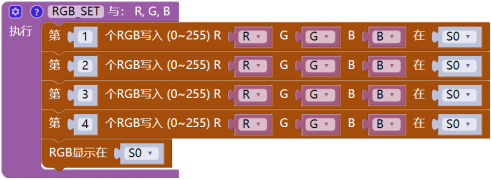 ? RGB_SET 与： R, G, B
执行
第 1 个RGB写入 (0~255) R R G G B B 在 S0
第 2 个RGB写入 (0~255) R R G G B B 在 S0
第 3 个RGB写入 (0~255) R R G G B B 在 S0
第 4 个RGB写入 (0~255) R R G G B B 在 S0
RGB显示在 S0